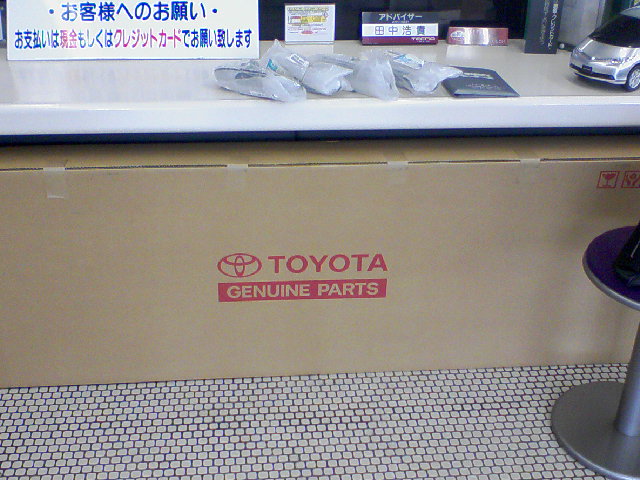 ・お客様へのお願い・
お支払いは現金もしくはクレジットカードでお願い致します
アドバイザー
田中浩貴
TOYOTA
GENUINE PARTS